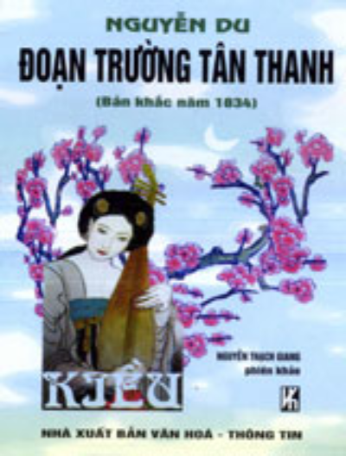 NGUYỄN DU
ĐOẠN TRƯỜNG TÂN THANH
(Bản khắc năm 1834)
NGUYỄN THẠCH GIANG
phiên khảo
KIỀU
NHÀ XUẤT BẢN VĂN HOÁ - THÔNG TIN